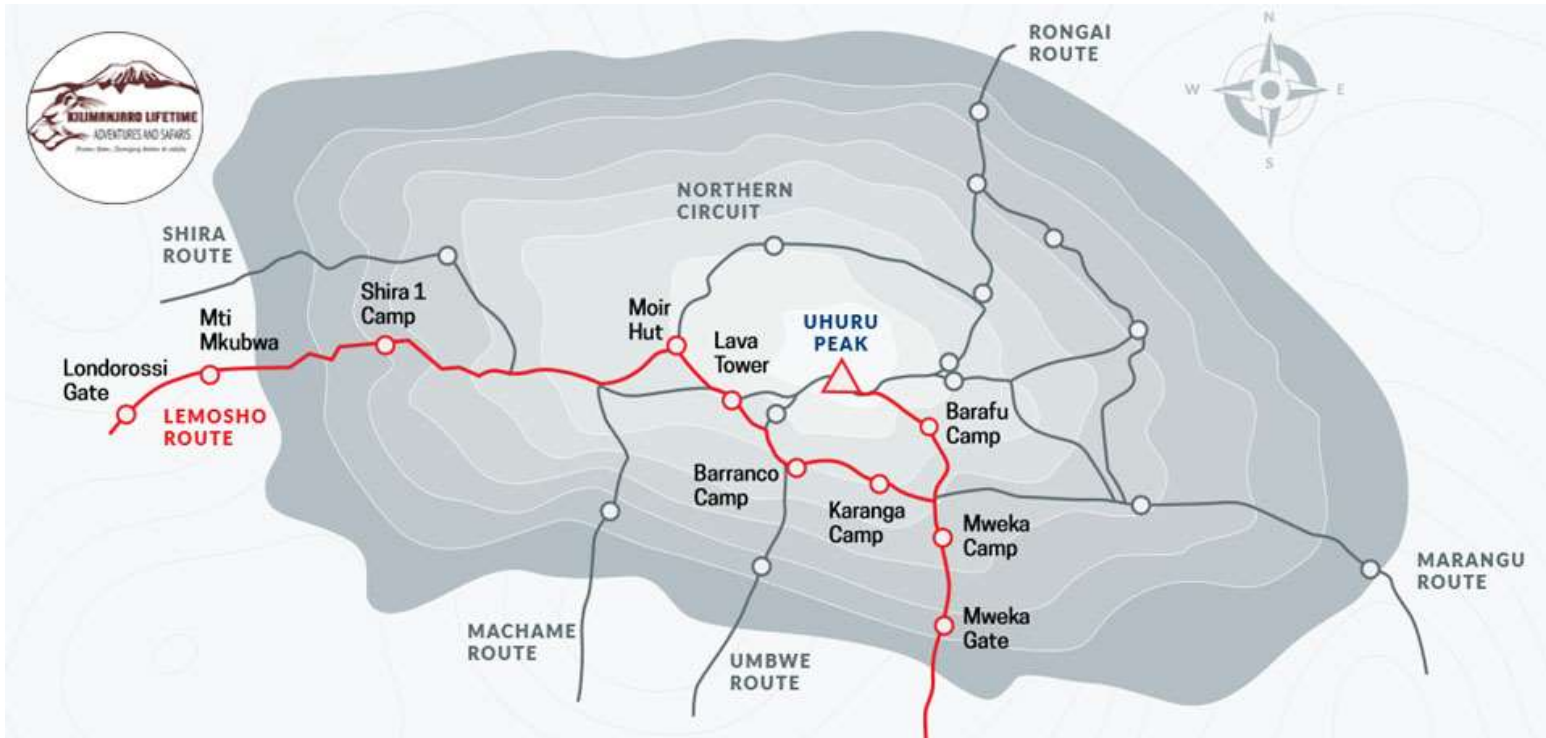 KILIMANJARO LIFETIME
ADVENTURES AND SAFARIS
RONGAI
ROUTE
N
W
E
S
NORTHERN
CIRCUIT
SHIRA
ROUTE
Shira 1
Camp
Mti
Mkubwa
Londorossi
Gate
LEMOSHO
ROUTE
Moir
Hut
Lava
Tower
UHURU
PEAK
Barafu
Camp
Barranco
Camp
Karanga
Camp
Mweka
Camp
Mweka
Gate
MARANGU
ROUTE
MACHAME
ROUTE
UMBWE
ROUTE